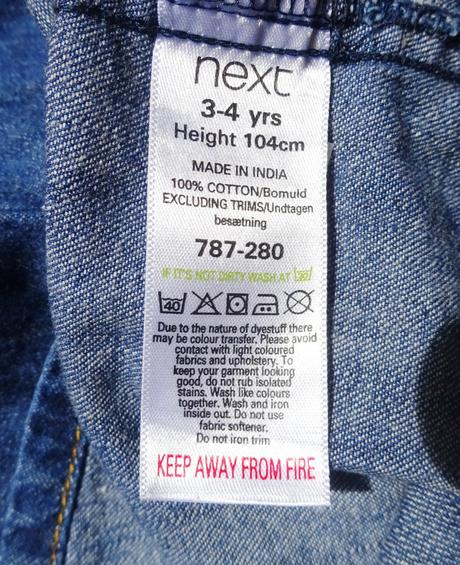 next
3-4 yrs
Height 104cm
MADE IN INDIA
100% COTTON/Bomuld
EXCLUDING TRIMS/Undtagen
besætning
787-280
IF IT'S NOT DIRTY WASH AT 30
40
Due to the nature of dyestuff there
may be colour transfer. Please avoid
contact with light coloured
fabrics and upholstery. To
keep your garment looking
good, do not rub isolated
stains. Wash like colours
together. Wash and iron
inside out. Do not use
fabric softener.
Do not iron trim
KEEP AWAY FROM FIRE